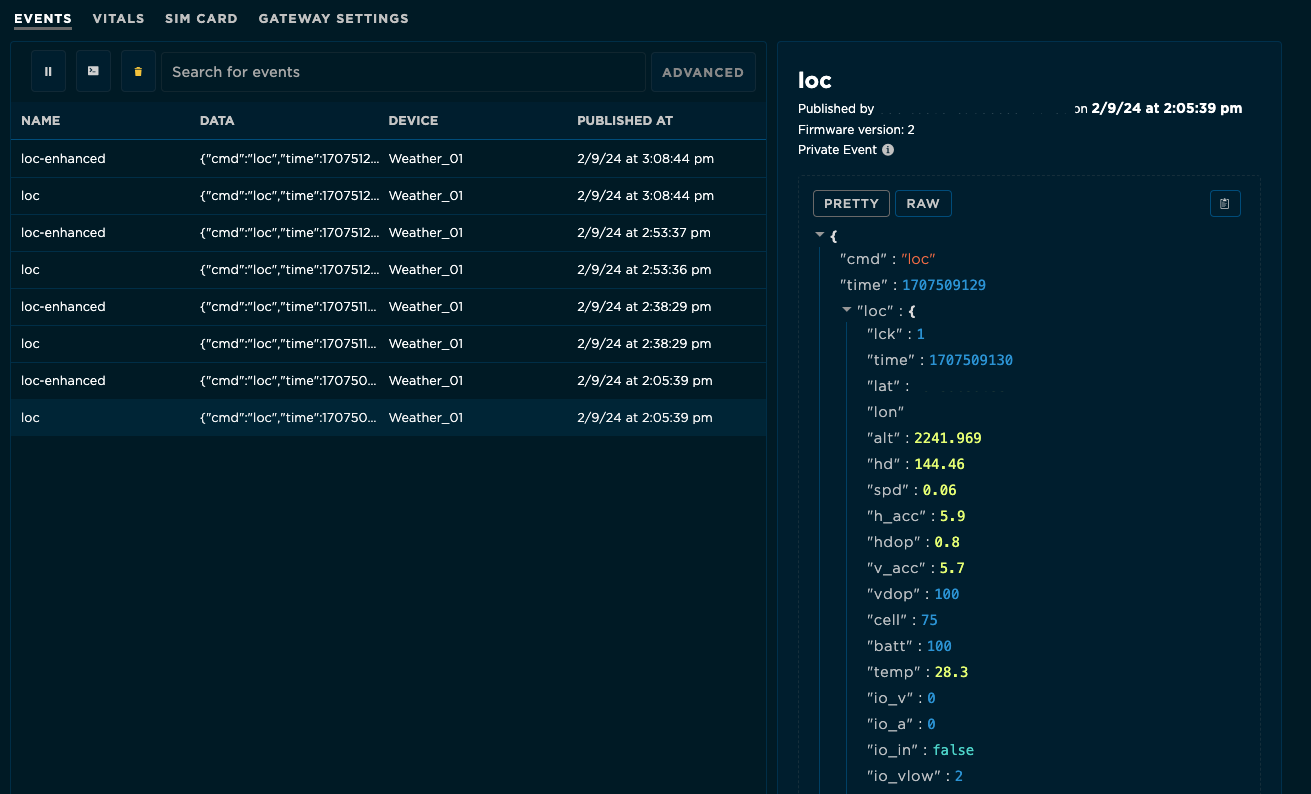 EVENTS VITALS SIM CARD GATEWAY SETTINGS
Search for events ADVANCED
NAME DATA DEVICE PUBLISHED AT
loc-enhanced {"cmd":"loc","time":1707512... Weather_01 2/9/24 at 3:08:44 pm
loc {"cmd":"loc","time":1707512... Weather_01 2/9/24 at 3:08:44 pm
loc-enhanced {"cmd":"loc","time":1707512... Weather_01 2/9/24 at 2:53:37 pm
loc {"cmd":"loc","time":1707512... Weather_01 2/9/24 at 2:53:36 pm
loc-enhanced {"cmd":"loc","time":1707511... Weather_01 2/9/24 at 2:38:29 pm
loc {"cmd":"loc","time":1707511... Weather_01 2/9/24 at 2:38:29 pm
loc-enhanced {"cmd":"loc","time":170750... Weather_01 2/9/24 at 2:05:39 pm
loc {"cmd":"loc","time":170750... Weather_01 2/9/24 at 2:05:39 pm
loc
Published by on 2/9/24 at 2:05:39 pm
Firmware version: 2
Private Event
PRETTY RAW
{
"cmd" : "loc"
"time" : 1707509129
"loc" : {
"lck" : 1
"time" : 1707509130
"lat" :
"lon"
"alt" : 2241.969
"hd" : 144.46
"spd" : 0.06
"h_acc" : 5.9
"hdop" : 0.8
"v_acc" : 5.7
"vdop" : 100
"cell" : 75
"batt" : 100
"temp" : 28.3
"io_v" : 0
"io_a" : 0
"io_in" : false
"io_vlow" : 2